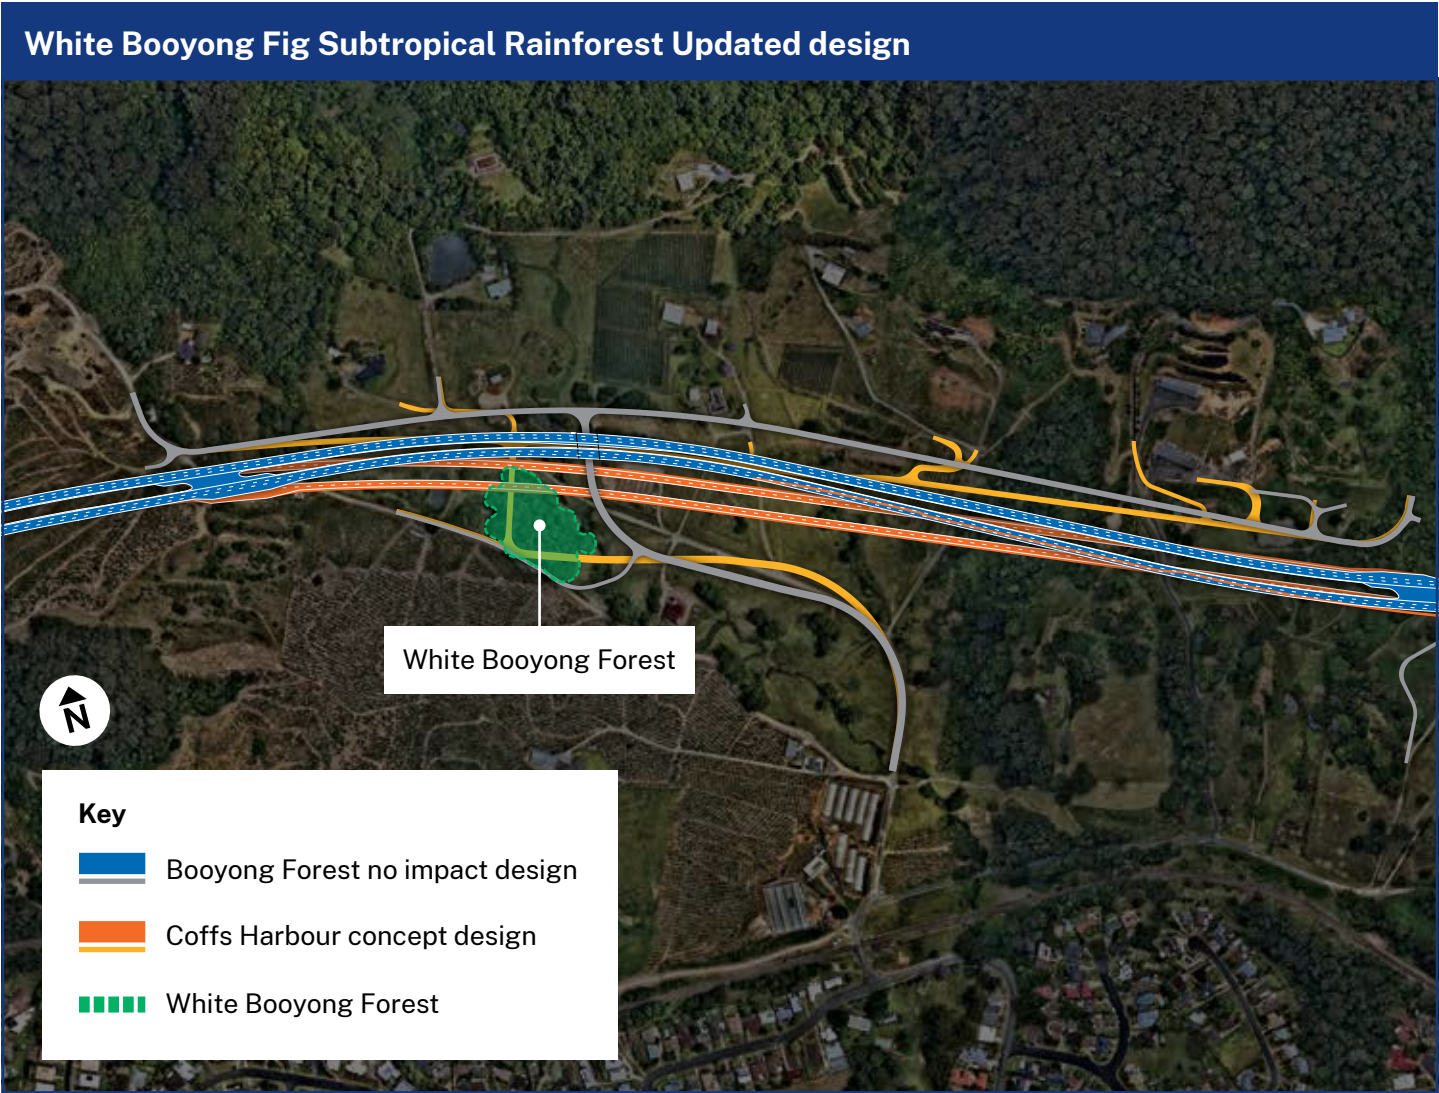 White Booyong Fig Subtropical Rainforest Updated design
White Booyong Forest
N
Key
Booyong Forest no impact design
Coffs Harbour concept design
White Booyong Forest